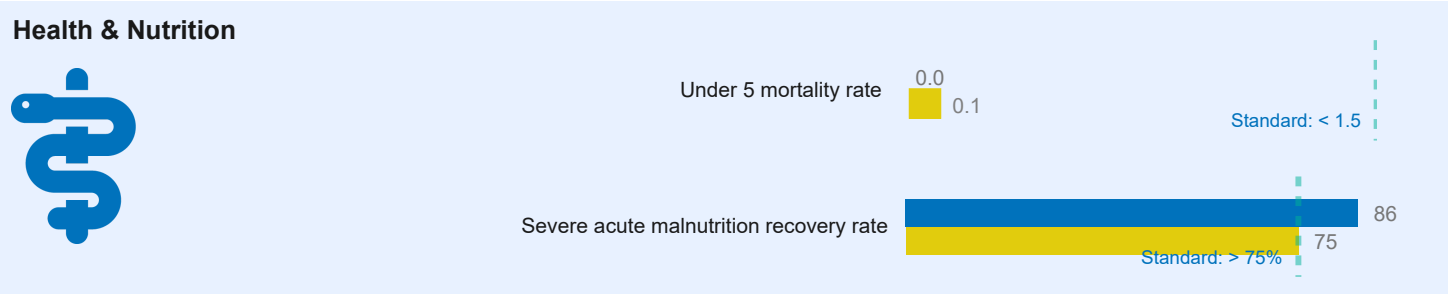 Health & Nutrition
0.0
Under 5 mortality rate
0.1
Standard: < 1.5
Severe acute malnutrition recovery rate
86
75
Standard: > 75%